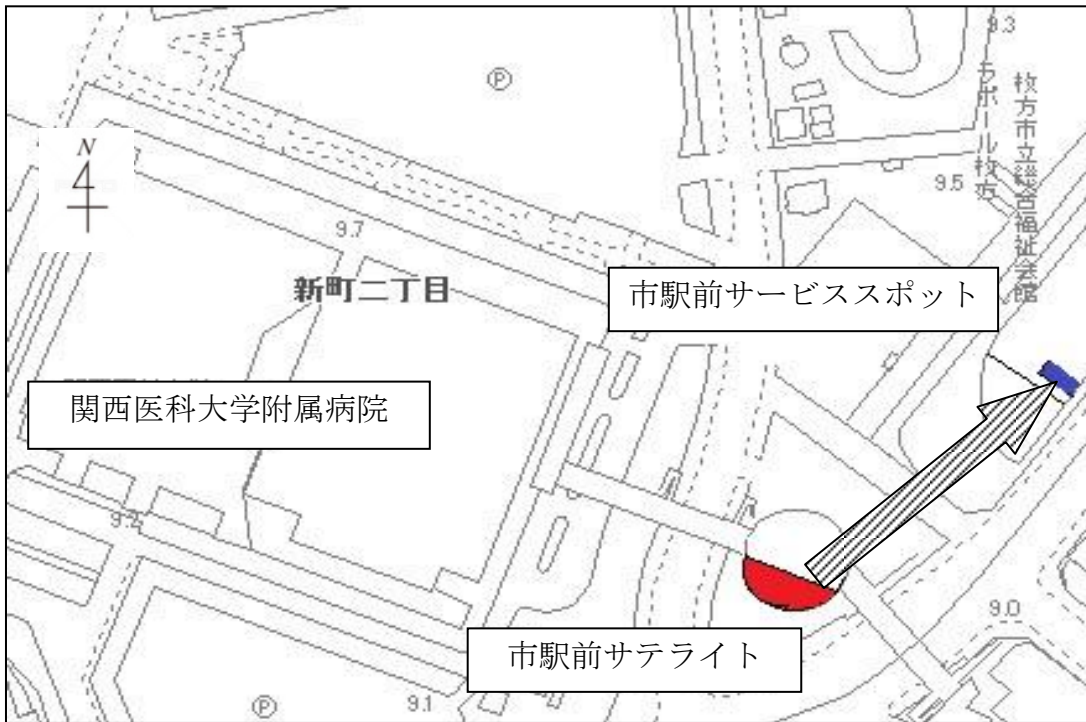 9.3
ラポール枚方
枚方市立総合福祉会館
9.5
N
9.7
新町二丁目
市駅前サービススポット
関西医科大学附属病院
9.2
9.0
市駅前サテライト
9.1
P
P